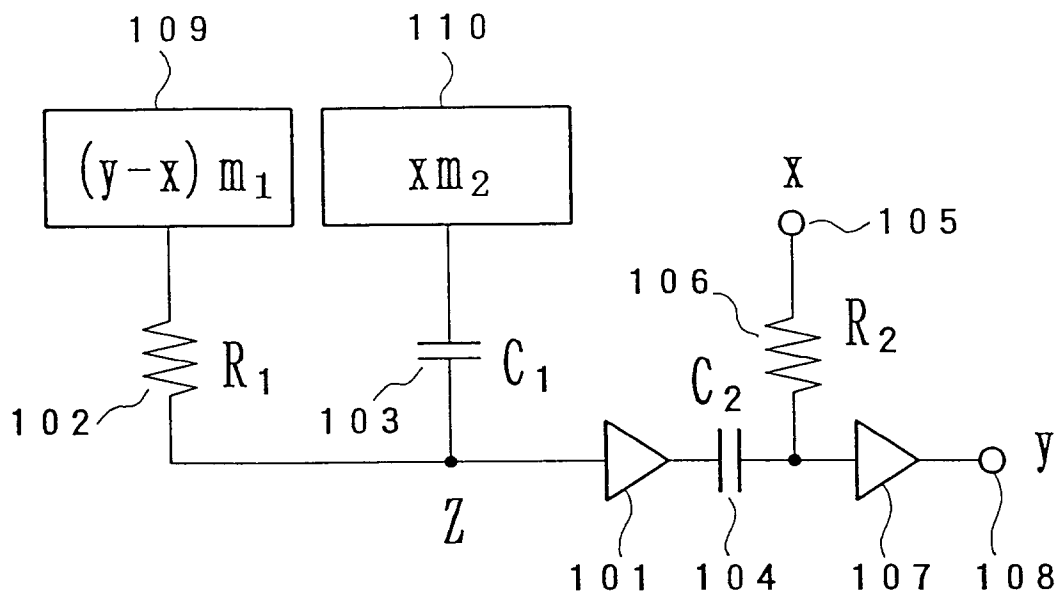 109 110
(y-x) m₁ xm₂
x
105
106
R₁ C₁ R₂
102 103 C₂
y
Z
101 104 107 108